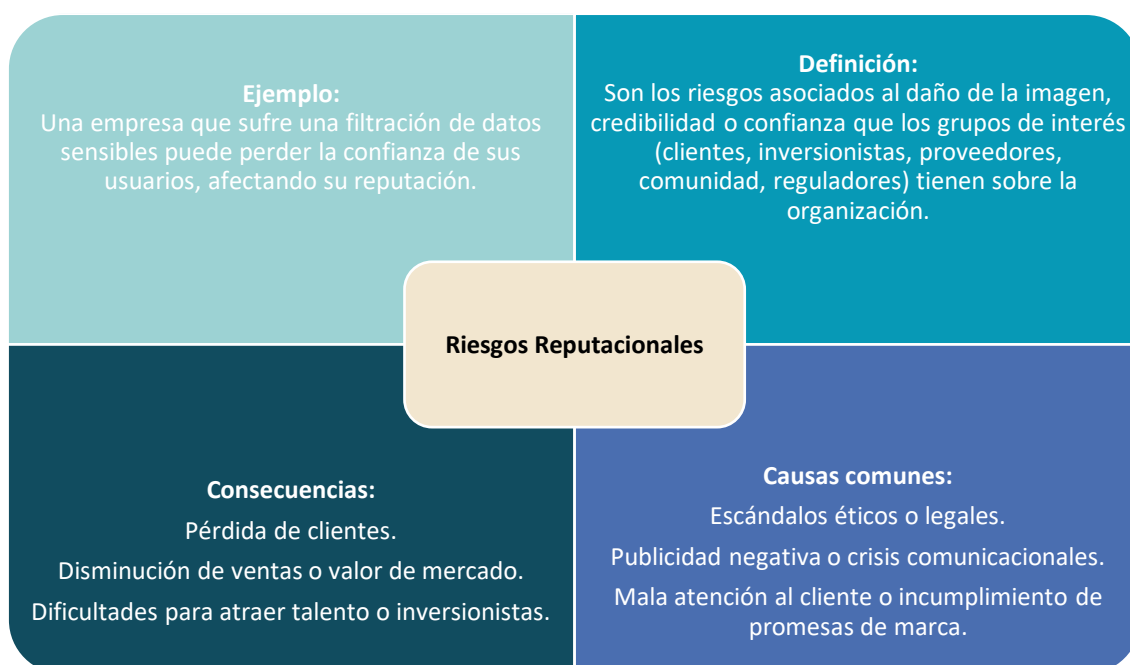 Ejemplo:
Una empresa que sufre una filtración de datos
sensibles puede perder la confianza de sus
usuarios, afectando su reputación.
Definición:
Son los riesgos asociados al daño de la imagen,
credibilidad o confianza que los grupos de interés
(clientes, inversionistas, proveedores,
comunidad, reguladores) tienen sobre la
organización.
Riesgos Reputacionales
Consecuencias:
Pérdida de clientes.
Disminución de ventas o valor de mercado.
Dificultades para atraer talento o inversionistas.
Causas comunes:
Escándalos éticos o legales.
Publicidad negativa o crisis comunicacionales.
Mala atención al cliente o incumplimiento de
promesas de marca.